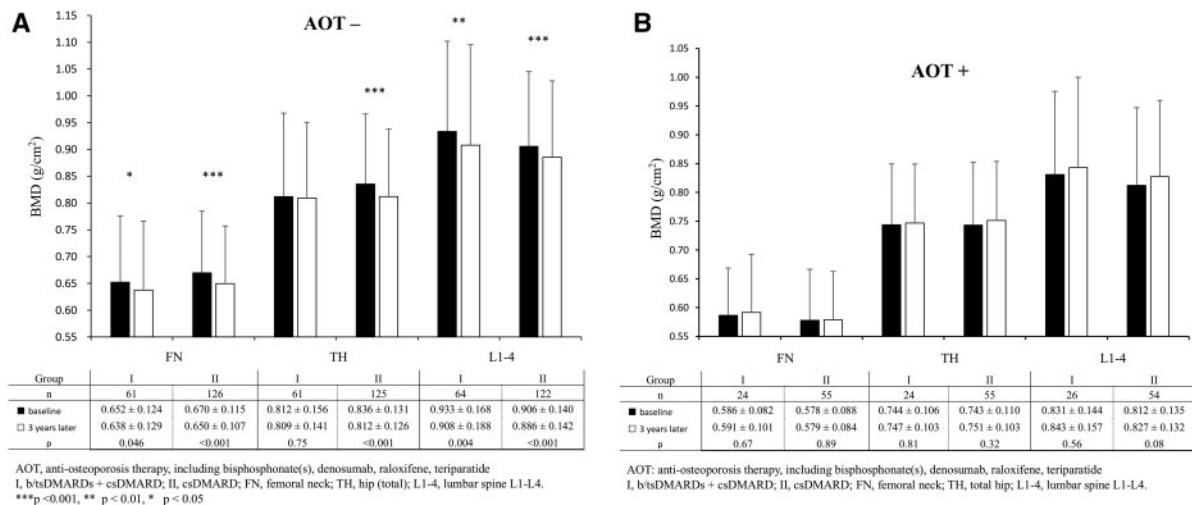 A
AOT –
BMD (g/cm2)
1.15
1.10
1.05
1.00
0.95
0.90
0.85
0.80
0.75
0.70
0.65
0.60
0.55
* *** *** ** ***
FN TH L1-4
Group I II I II I II
n 61 126 61 125 64 122
baseline 0.652 ± 0.124 0.670 ± 0.115 0.812 ± 0.156 0.836 ± 0.131 0.933 ± 0.168 0.906 ± 0.140
3 years later 0.638 ± 0.129 0.650 ± 0.107 0.809 ± 0.141 0.812 ± 0.126 0.908 ± 0.188 0.886 ± 0.142
p 0.046 <0.001 0.75 <0.001 0.004 <0.001
AOT, anti-osteoporosis therapy, including bisphosphonate(s), denosumab, raloxifene, teriparatide
I, b/tsDMARDs + csDMARD; II, csDMARD; FN, femoral neck; TH, hip (total); L1-4, lumbar spine L1-L4.
***p <0.001, ** p < 0.01, * p < 0.05
B
AOT +
BMD (g/cm2)
1.05
1.00
0.95
0.90
0.85
0.80
0.75
0.70
0.65
0.60
0.55
FN TH L1-4
Group I II I II I II
n 24 55 24 55 26 54
baseline 0.586 ± 0.082 0.578 ± 0.088 0.744 ± 0.106 0.743 ± 0.110 0.831 ± 0.144 0.812 ± 0.135
3 years later 0.591 ± 0.101 0.579 ± 0.084 0.747 ± 0.103 0.751 ± 0.103 0.843 ± 0.157 0.827 ± 0.132
p 0.67 0.89 0.81 0.32 0.56 0.08
AOT: anti-osteoporosis therapy, including bisphosphonate(s), denosumab, raloxifene, teriparatide
I, b/tsDMARDs + csDMARD; II, csDMARD; FN, femoral neck; TH, total hip; L1-4, lumbar spine L1-L4.